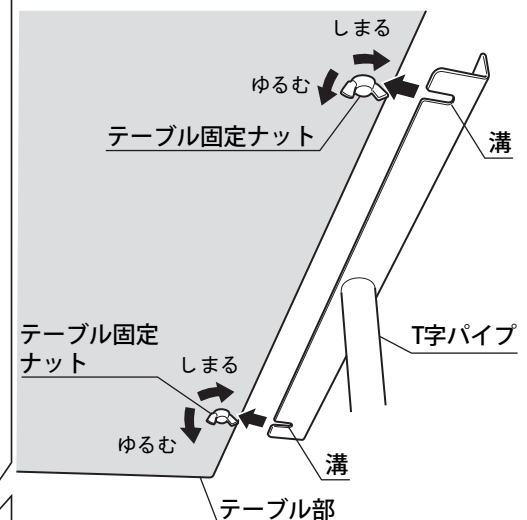 しまる
ゆるむ
テーブル固定ナット
溝
テーブル固定
ナット
しまる
T字パイプ
ゆるむ
溝
テーブル部